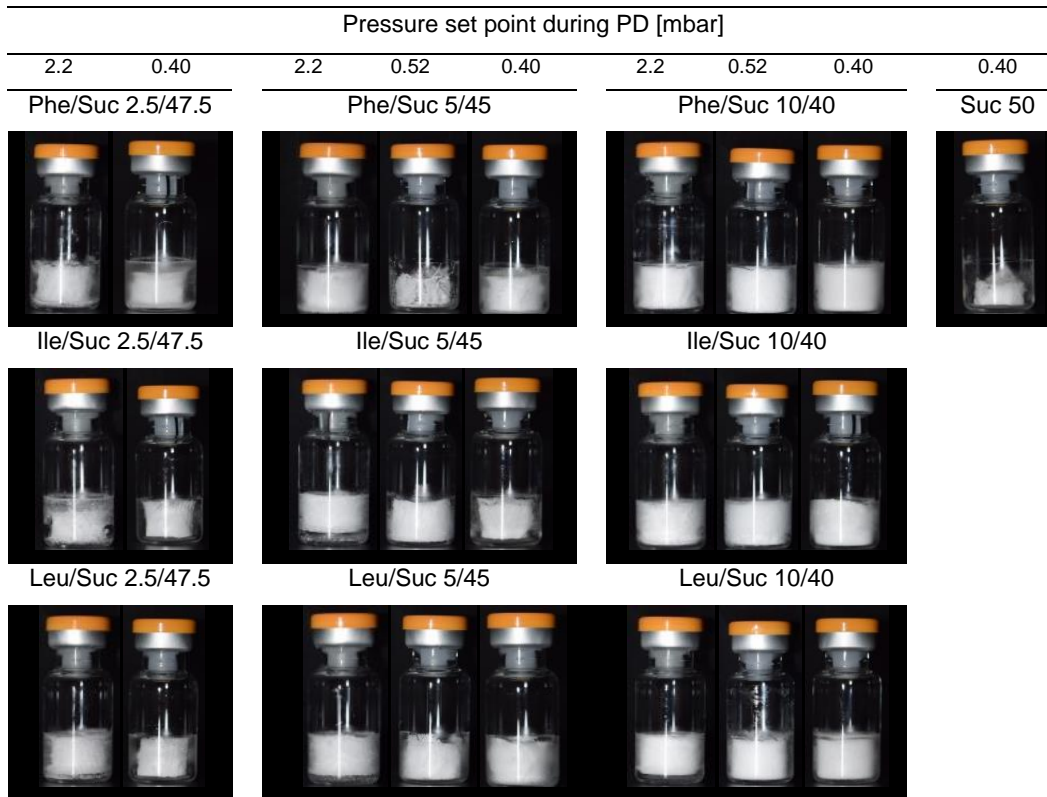 Pressure set point during PD [mbar]
2.2 0.40 2.2 0.52 0.40 2.2 0.52 0.40 0.40
Phe/Suc 2.5/47.5 Phe/Suc 5/45 Phe/Suc 10/40 Suc 50
Ile/Suc 2.5/47.5 Ile/Suc 5/45 Ile/Suc 10/40
Leu/Suc 2.5/47.5 Leu/Suc 5/45 Leu/Suc 10/40